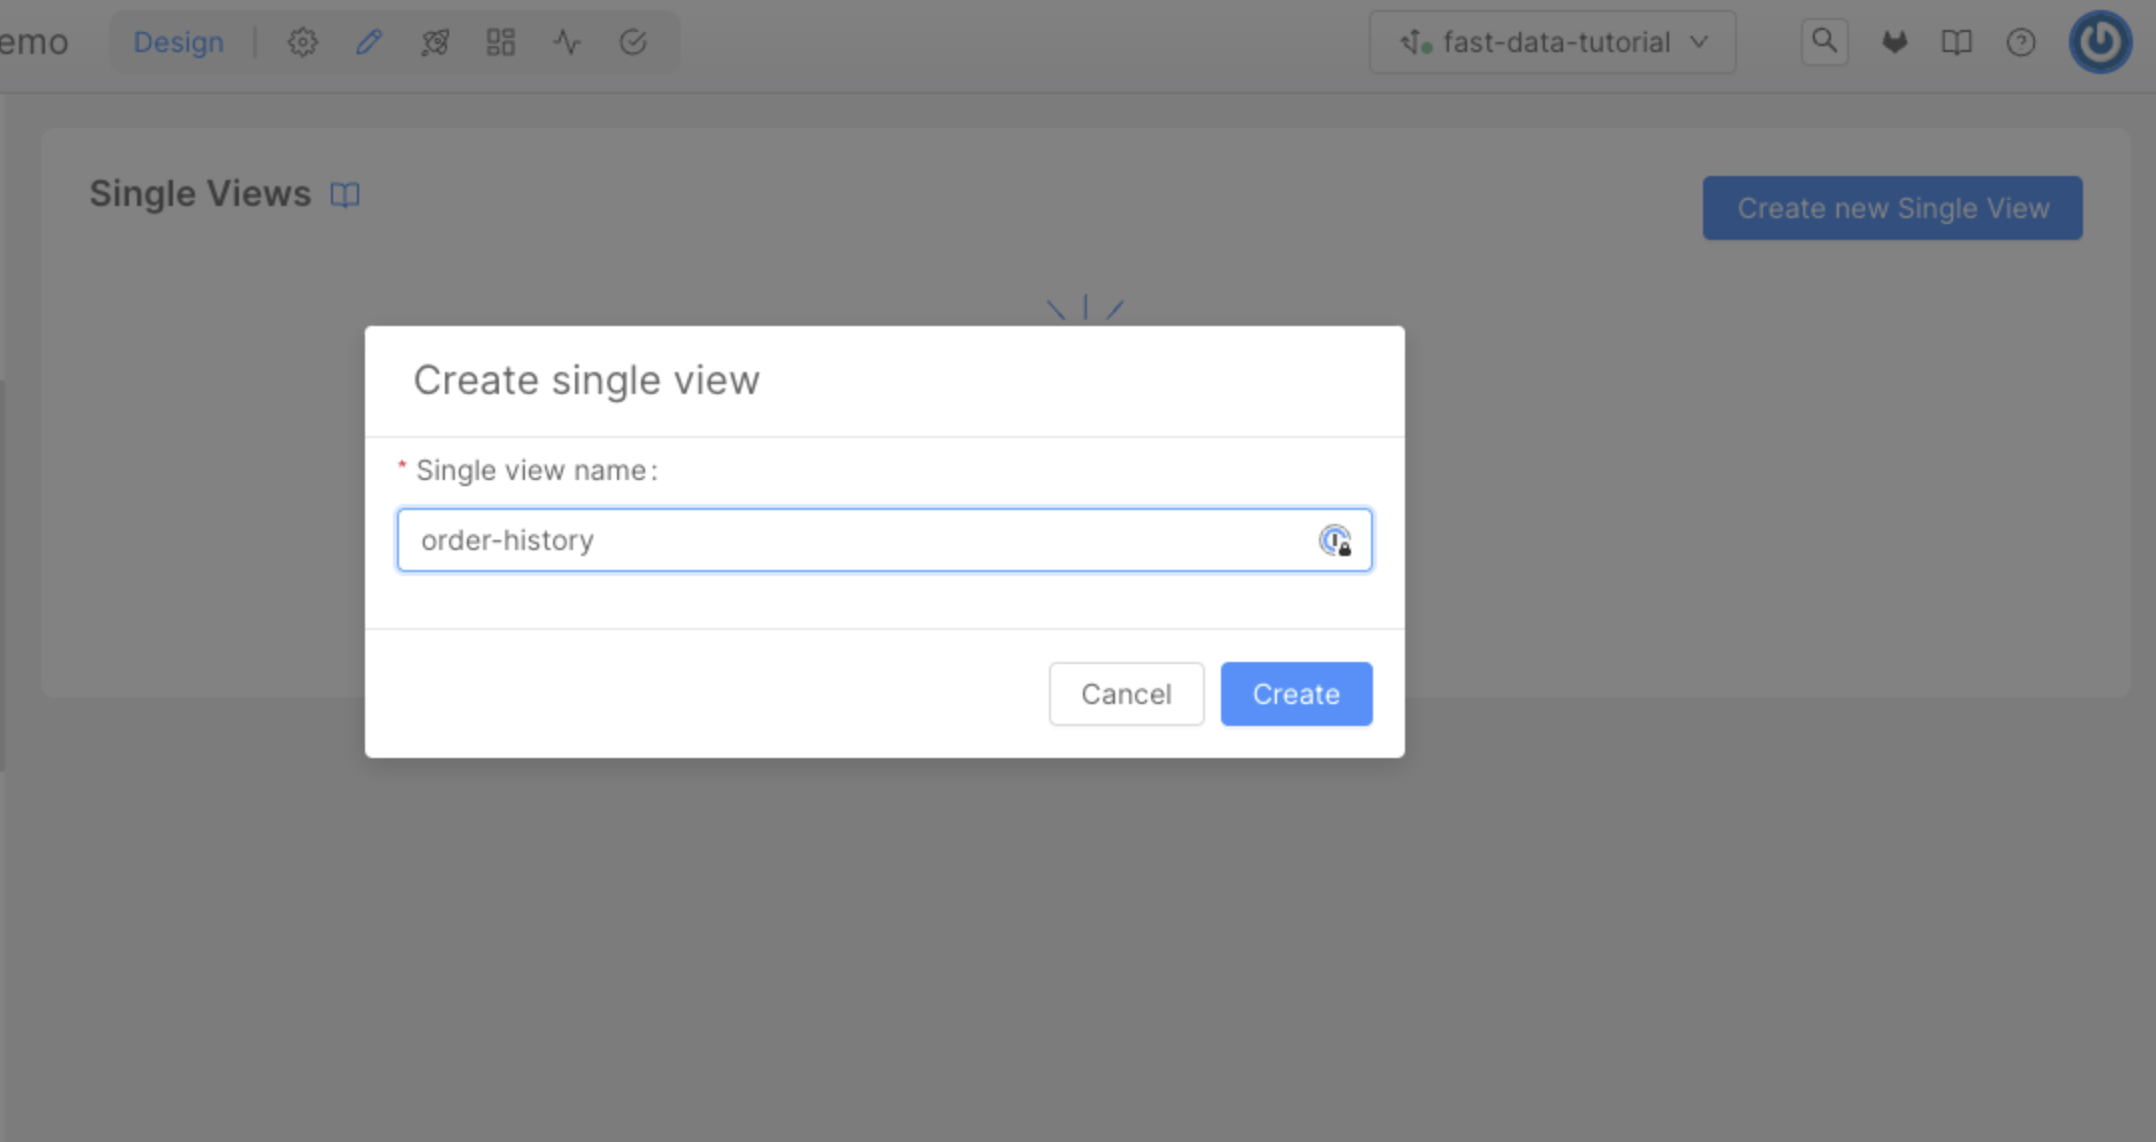 emo
Design
fast-data-tutorial
Single Views
Create new Single View
Create single view
* Single view name:
order-history
Cancel
Create